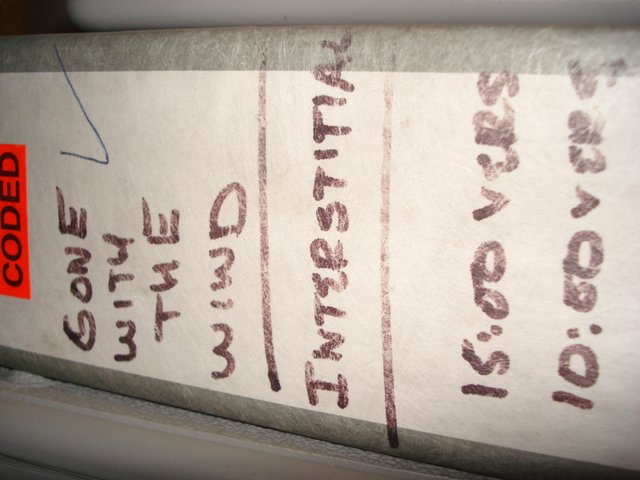 CODED
GONE
WITH
THE
WIND
INTERSTITIAL
15:00 VERS
10:00 VERS